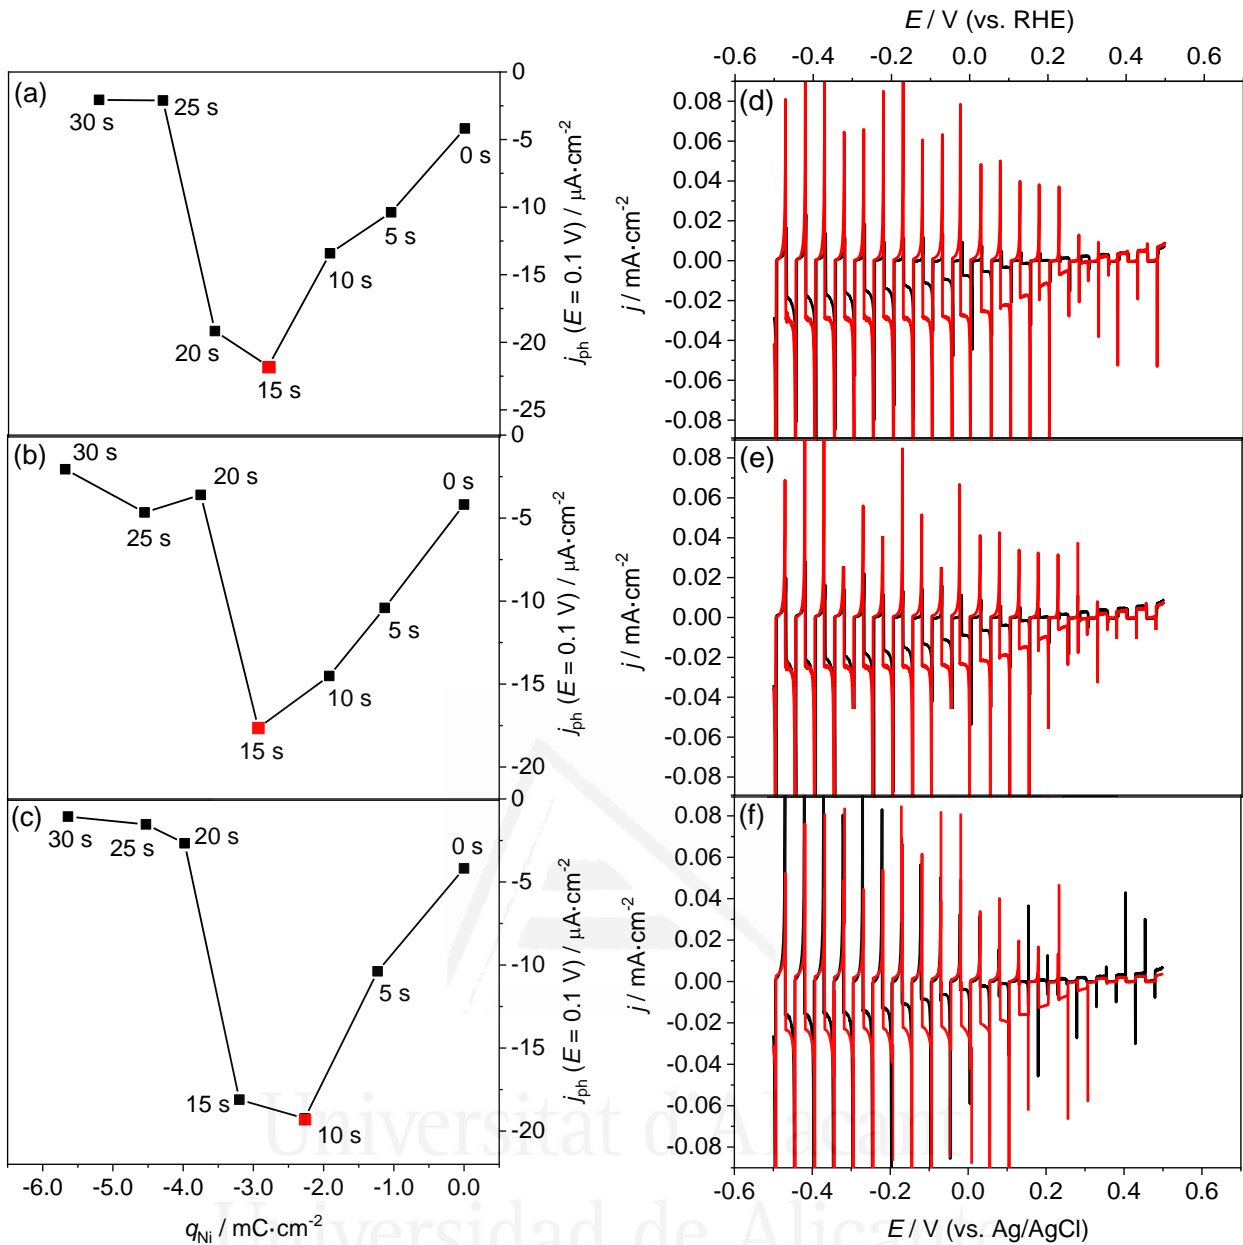 E / V (vs. RHE)
-0.6 -0.4 -0.2 0.0 0.2 0.4 0.6
(a)
30 s
25 s
20 s
15 s
10 s
5 s
0 s
0
-5
-10
-15
-20
-25
j_ph (E = 0.1 V) / μA·cm⁻²
(b)
30 s
25 s
20 s
15 s
10 s
5 s
0 s
0
-5
-10
-15
-20
j_ph (E = 0.1 V) / μA·cm⁻²
(c)
30 s
25 s
20 s
15 s
10 s
5 s
0 s
0
-5
-10
-15
-20
j_ph (E = 0.1 V) / μA·cm⁻²
-6.0 -5.0 -4.0 -3.0 -2.0 -1.0 0.0
q_Ni / mC·cm⁻²
(d)
0.08
0.04
0.00
-0.02
-0.04
-0.06
-0.08
j / mA·cm⁻²
(e)
0.08
0.06
0.04
0.02
0.00
-0.02
-0.04
-0.06
-0.08
j / mA·cm⁻²
(f)
0.08
0.06
0.04
0.02
0.00
-0.02
-0.04
-0.06
-0.08
j / mA·cm⁻²
-0.6 -0.4 -0.2 0.0 0.2 0.4 0.6
E / V (vs. Ag/AgCl)
Universitat d'Alacant
Universidad de Alicante